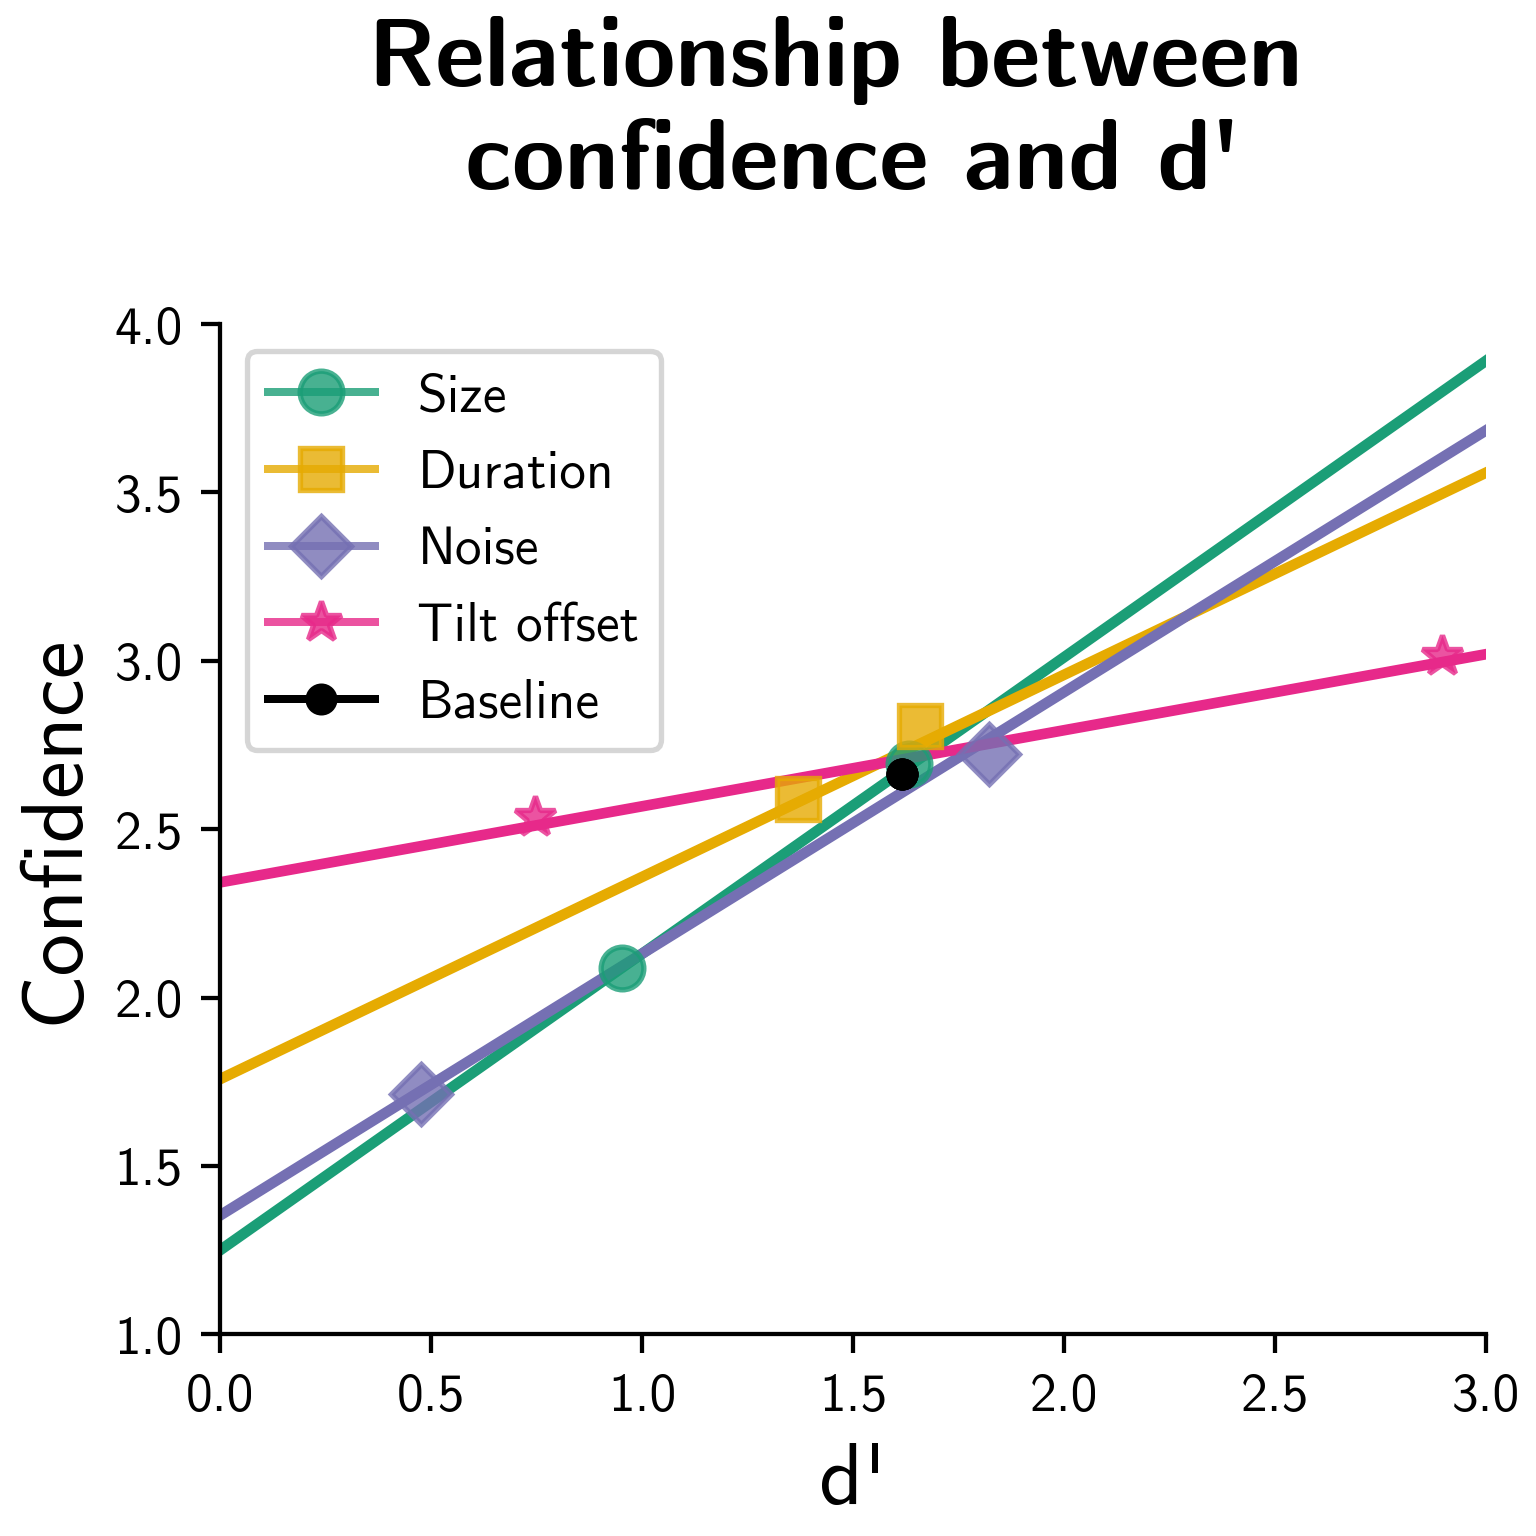 Relationship between
confidence and d'
4.0
3.5
3.0
2.5
2.0
1.5
1.0
Confidence
Size
Duration
Noise
Tilt offset
Baseline
0.0 0.5 1.0 1.5 2.0 2.5 3.0
d'